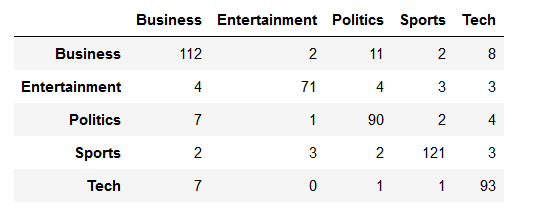 Business Entertainment Politics Sports Tech
Business 112 2 11 2 8
Entertainment 4 71 4 3 3
Politics 7 1 90 2 4
Sports 2 3 2 121 3
Tech 7 0 1 1 93